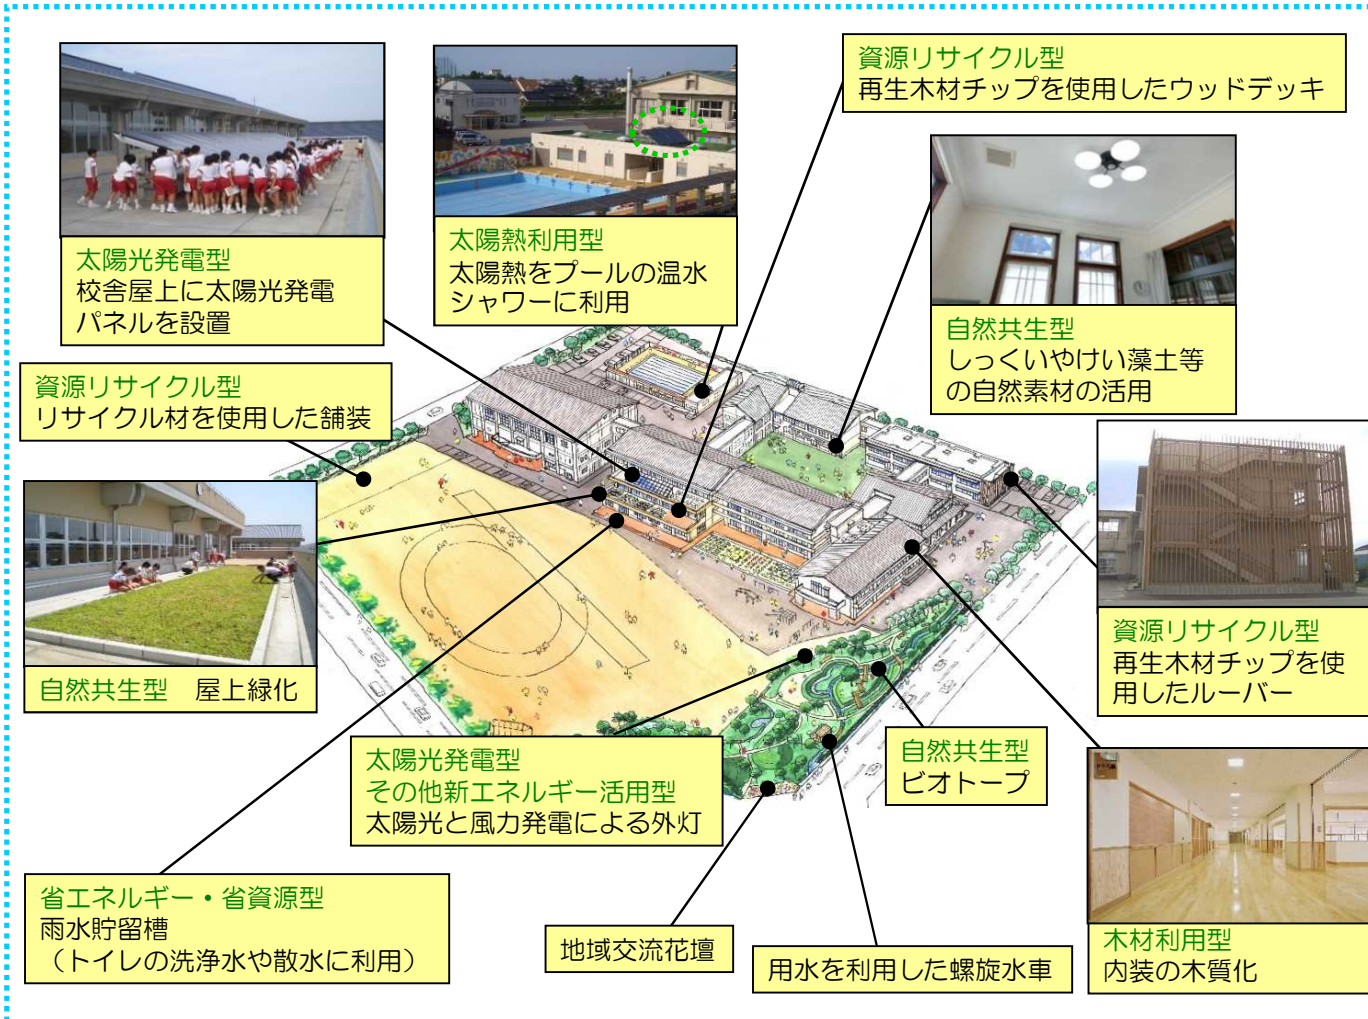 資源リサイクル型
再生木材チップを使用したウッドデッキ
太陽光発電型
校舎屋上に太陽光発電
パネルを設置
太陽熱利用型
太陽熱をプールの温水
シャワーに利用
自然共生型
しっくいやけい藻土等
の自然素材の活用
資源リサイクル型
リサイクル材を使用した舗装
自然共生型　屋上緑化
資源リサイクル型
再生木材チップを使
用したルーバー
太陽光発電型
その他新エネルギー活用型
太陽光と風力発電による外灯
自然共生型
ビオトープ
省エネルギー・省資源型
雨水貯留槽
（トイレの洗浄水や散水に利用）
地域交流花壇
用水を利用した螺旋水車
木材利用型
内装の木質化